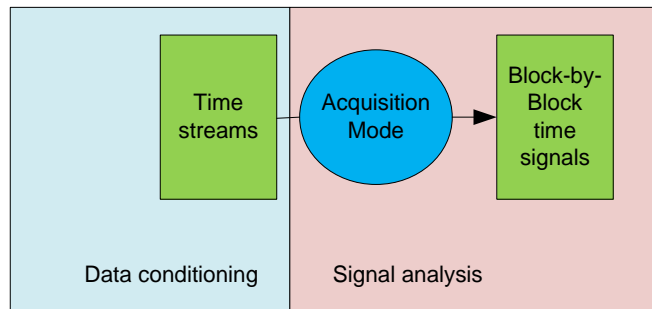 Time
streams
Acquisition
Mode
Block-by-
Block
time
signals
Data conditioning
Signal analysis